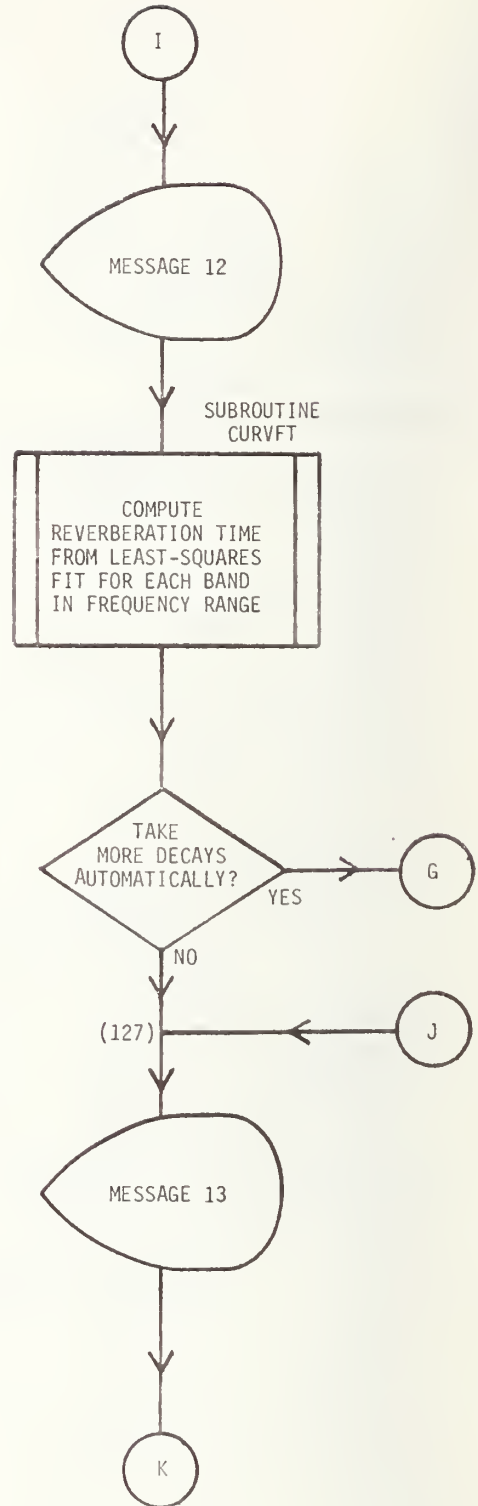 I
MESSAGE 12
SUBROUTINE
CURVFT
COMPUTE
REVERBERATION TIME
FROM LEAST-SQUARES
FIT FOR EACH BAND
IN FREQUENCY RANGE
TAKE
MORE DECAYS
AUTOMATICALLY?
YES
G
NO
(127)
J
MESSAGE 13
K